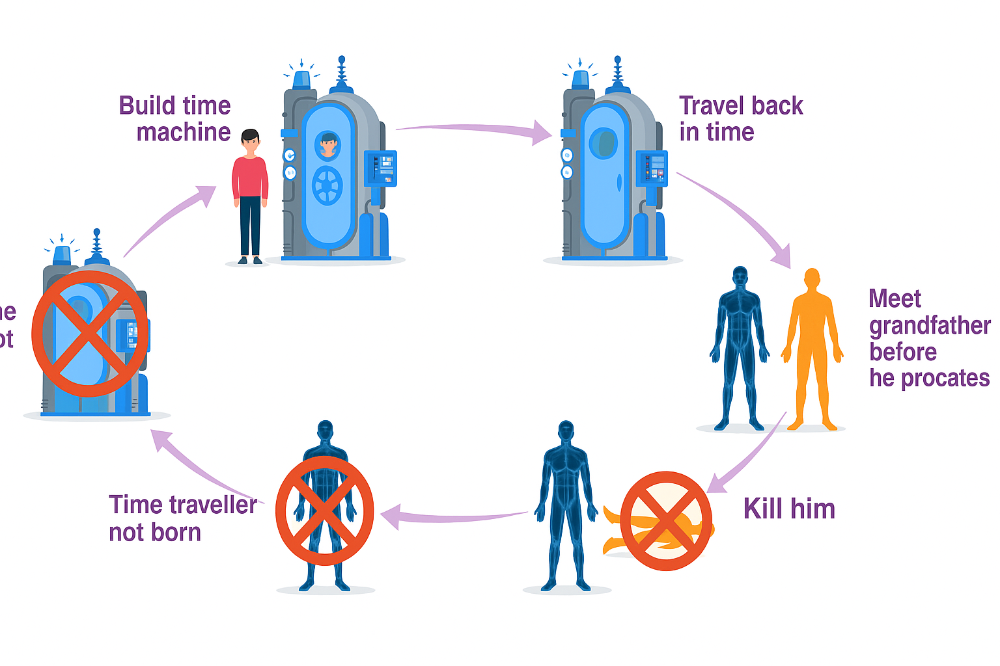 Build time
machine
Travel back
in time
Meet
grandfather
before
he procates
Kill him
Time traveller
not born